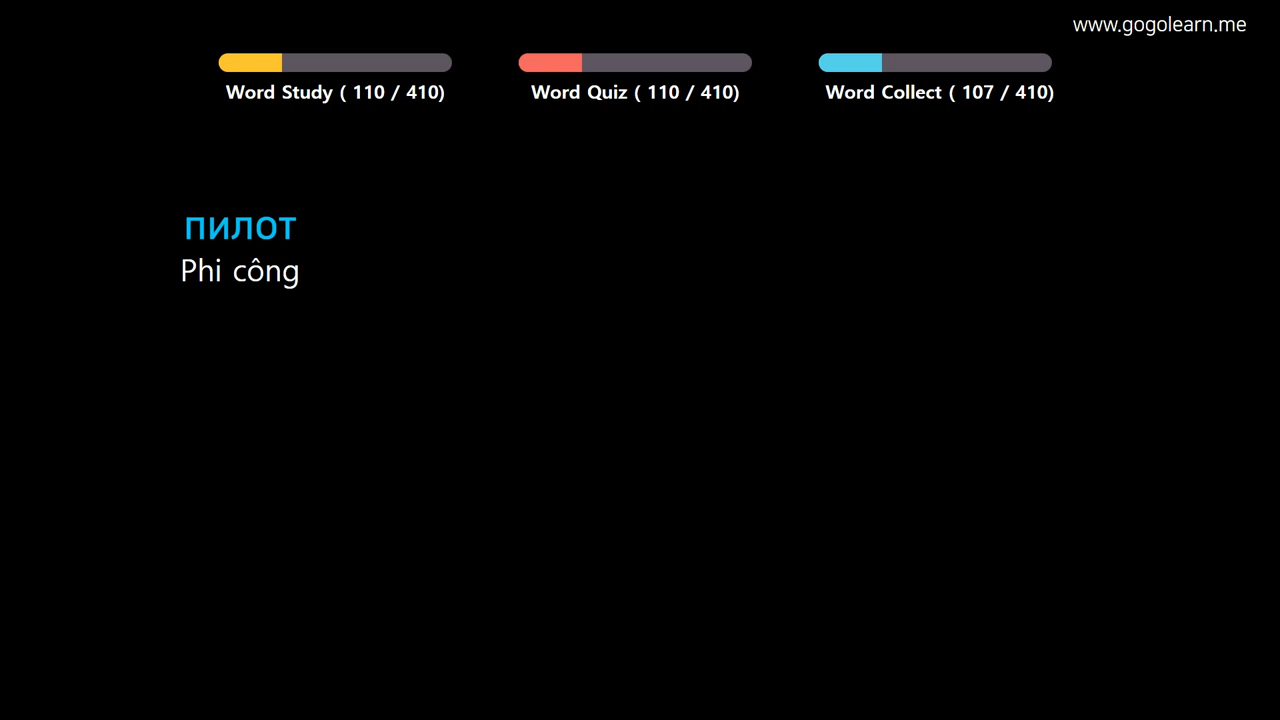 www.gogolearn.me
Word Study ( 110 / 410)
Word Quiz ( 110 / 410)
Word Collect ( 107 / 410)
пилот
Phi công